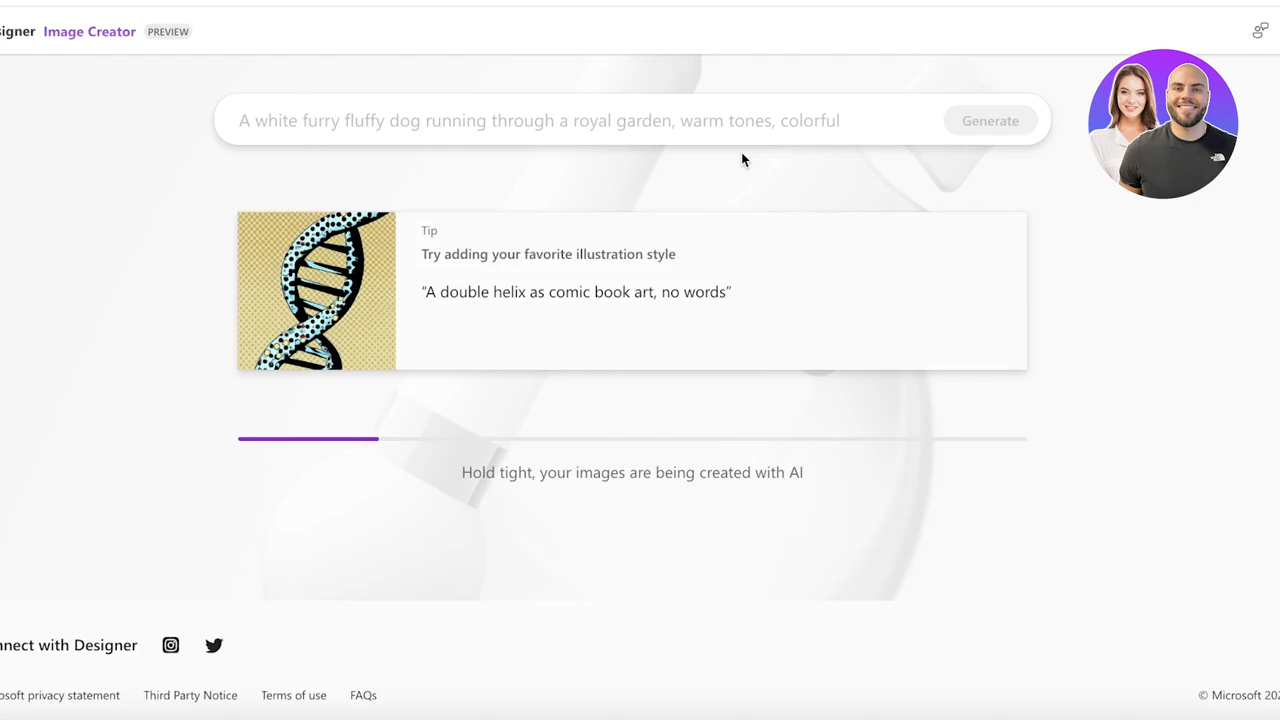 signer Image Creator PREVIEW
A white furry fluffy dog running through a royal garden, warm tones, colorful Generate
Tip
Try adding your favorite illustration style
“A double helix as comic book art, no words”
Hold tight, your images are being created with AI
nnect with Designer
osoft privacy statement Third Party Notice Terms of use FAQs © Microsoft 202